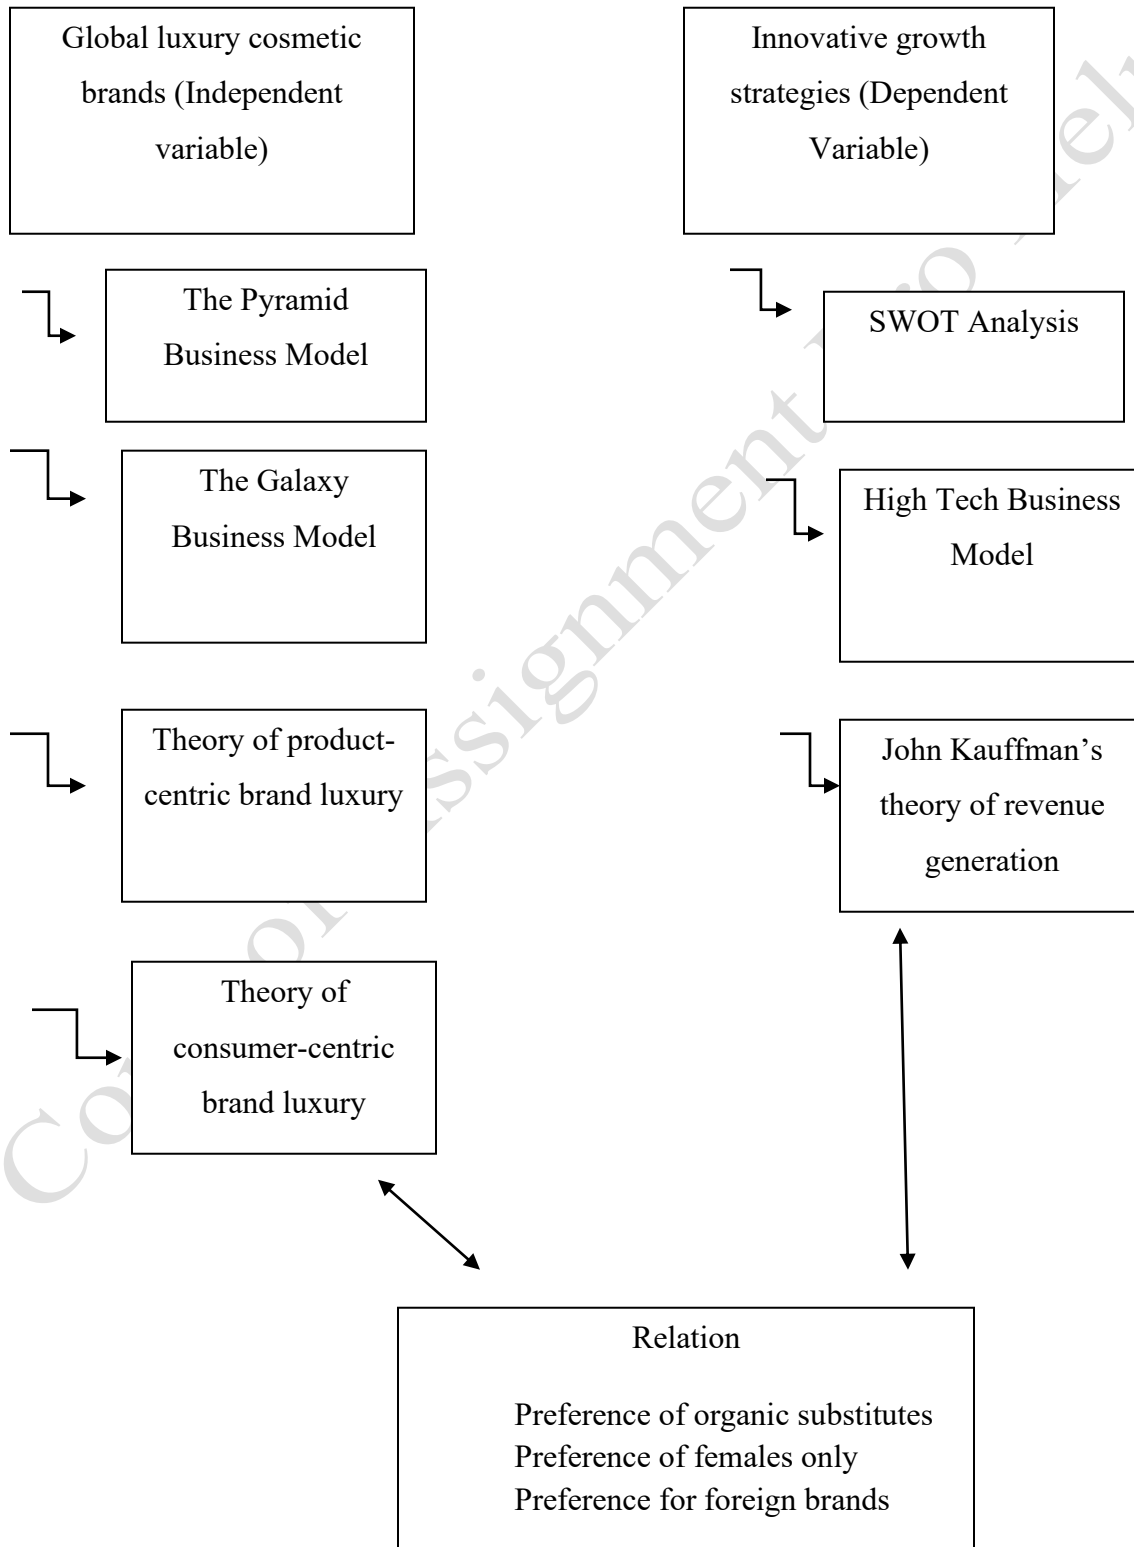 Global luxury cosmetic
brands (Independent
variable)
Innovative growth
strategies (Dependent
Variable)
The Pyramid
Business Model
SWOT Analysis
The Galaxy
Business Model
High Tech Business
Model
Theory of product-
centric brand luxury
John Kauffman’s
theory of revenue
generation
Theory of
consumer-centric
brand luxury
Relation
Preference of organic substitutes
Preference of females only
Preference for foreign brands